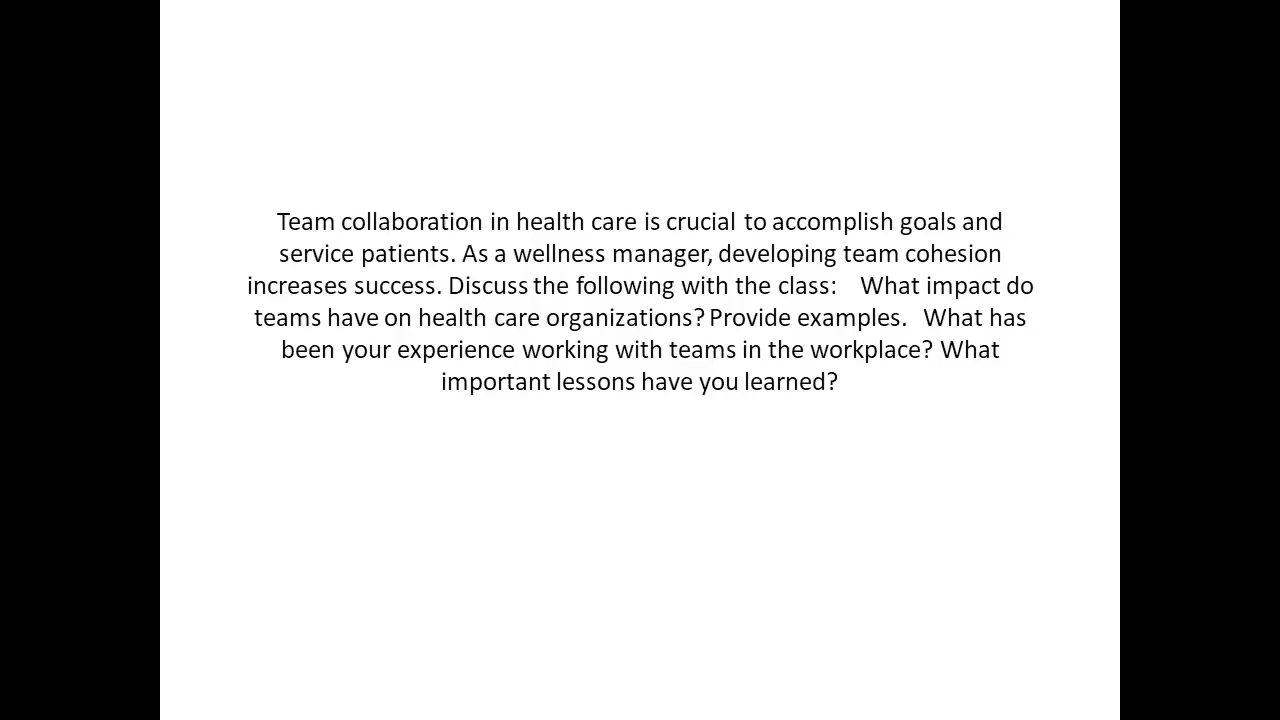 Team collaboration in health care is crucial to accomplish goals and
service patients. As a wellness manager, developing team cohesion
increases success. Discuss the following with the class:    What impact do
teams have on health care organizations? Provide examples.   What has
been your experience working with teams in the workplace? What
important lessons have you learned?